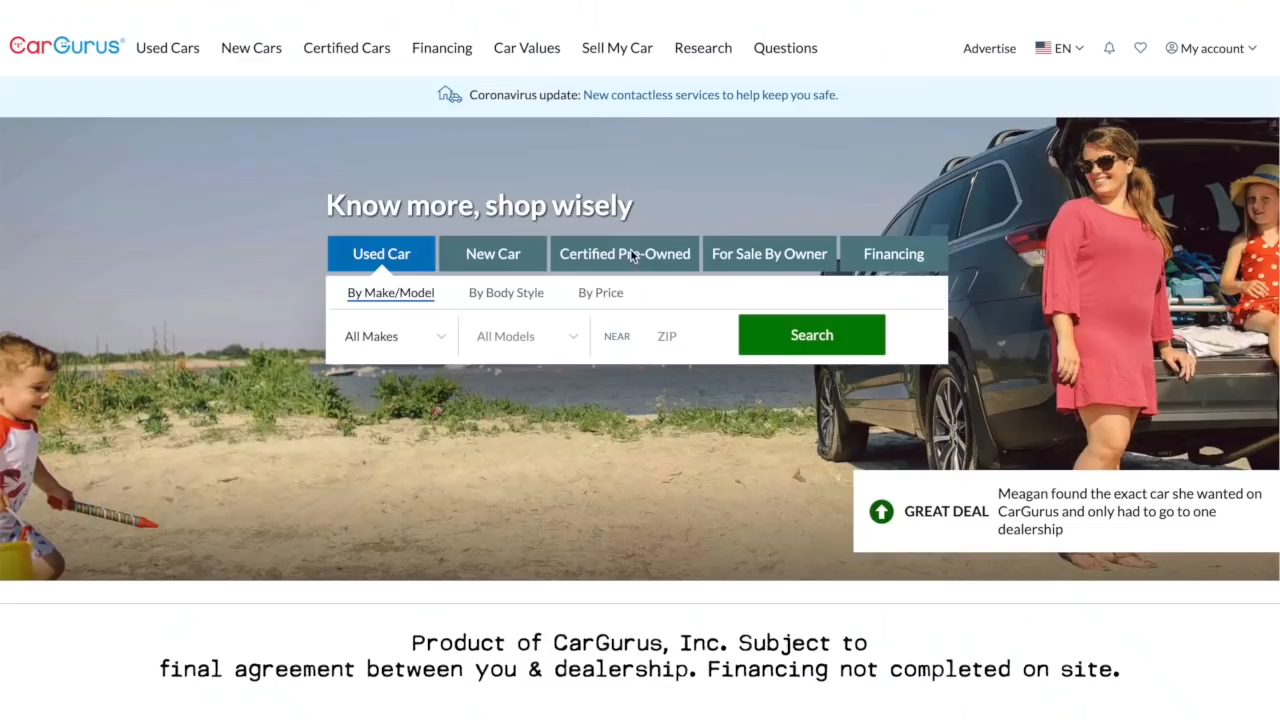 CarGurus Used Cars New Cars Certified Cars Financing Car Values Sell My Car Research Questions Advertise EN My account
Coronavirus update: New contactless services to help keep you safe.
Know more, shop wisely
Used Car New Car Certified Pre-Owned For Sale By Owner Financing
By Make/Model By Body Style By Price
All Makes All Models NEAR ZIP Search
GREAT DEAL
Meagan found the exact car she wanted on
CarGurus and only had to go to one
dealership
Product of CarGurus, Inc. Subject to
final agreement between you & dealership. Financing not completed on site.